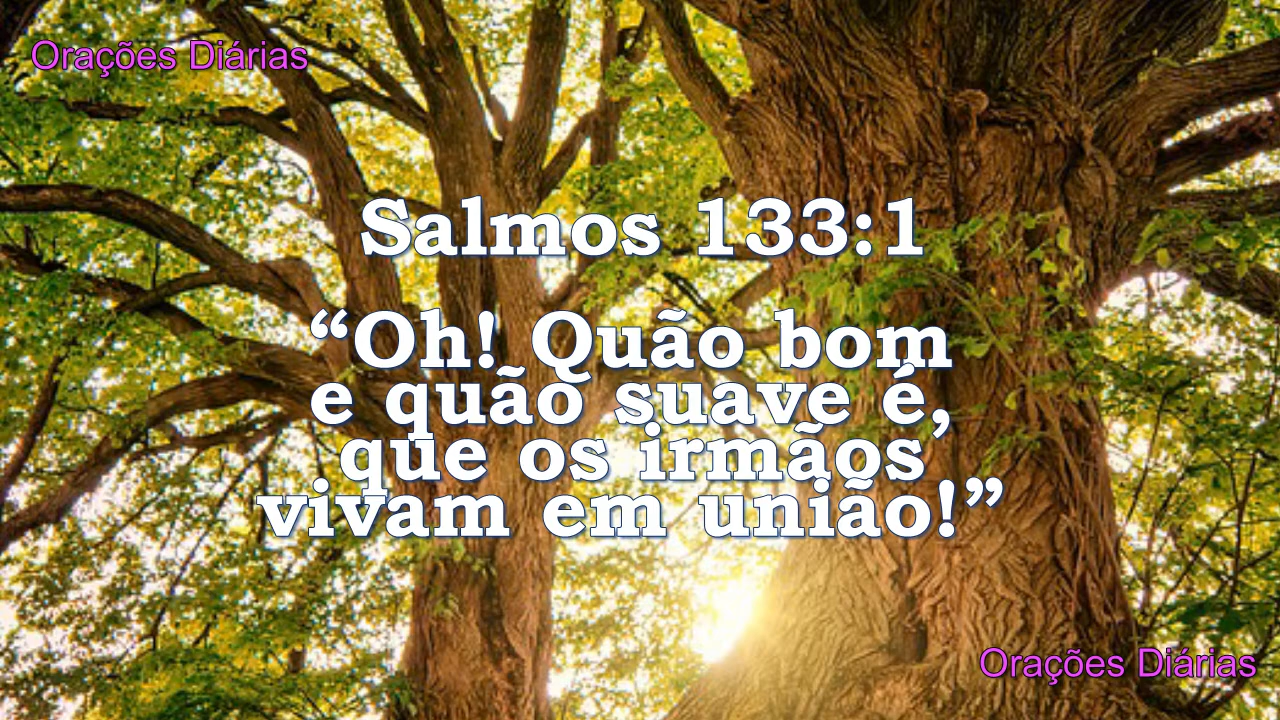 Orações Diárias
Salmos 133:1
“Oh! Quão bom
e quão suave é,
que os irmãos
vivam em união!”
Orações Diárias